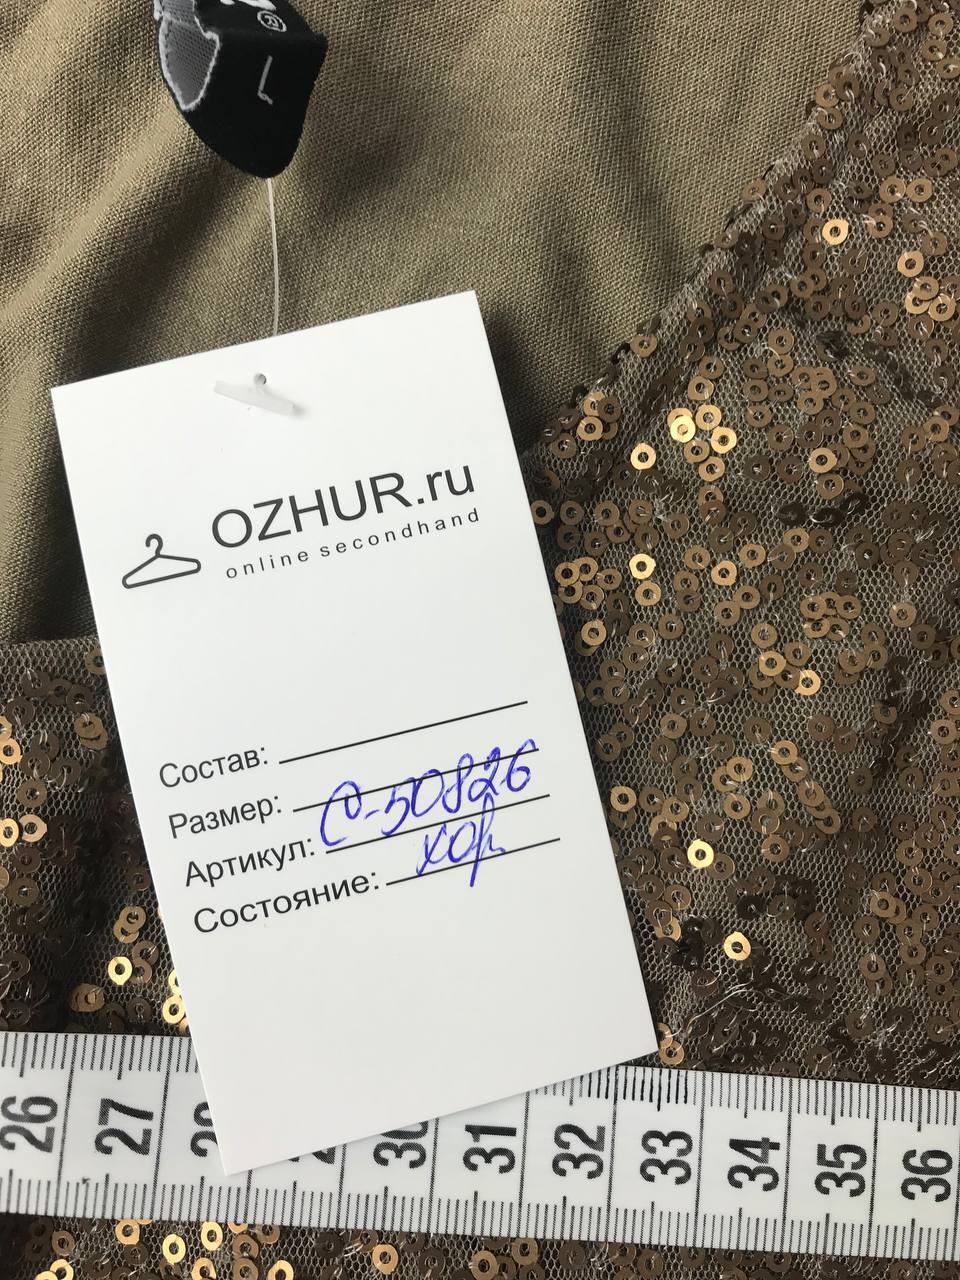 ®
L
OZHUR.ru
online secondhand
Состав:
Размер:
Артикул: С-50826
Состояние: хор
26 27 30 31 32 33 34 35 36